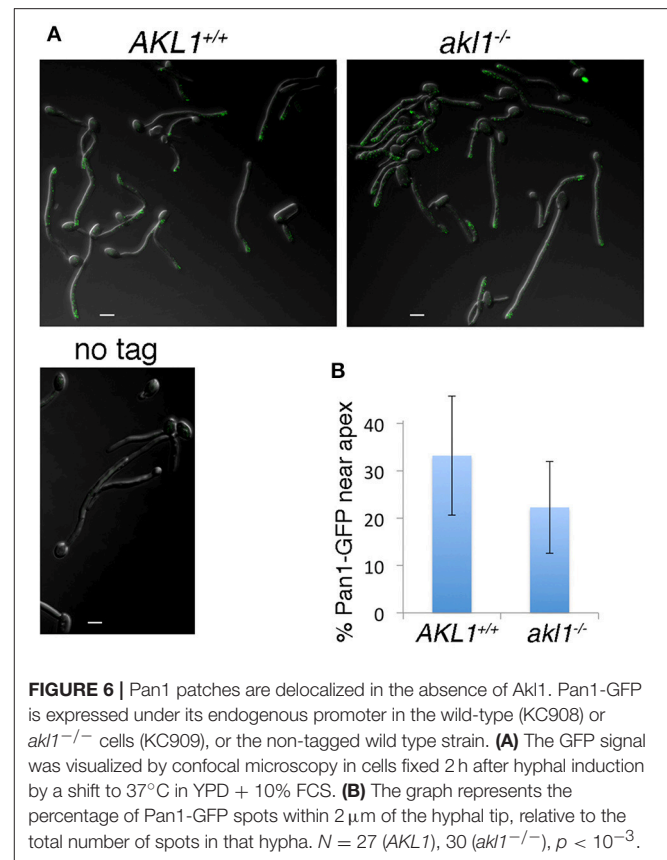 A
AKL1+/+
akl1-/-
no tag
B
% Pan1-GFP near apex
40
30
20
10
0
AKL1+/+
akl1-/-
FIGURE 6 | Pan1 patches are delocalized in the absence of Akl1. Pan1-GFP
is expressed under its endogenous promoter in the wild-type (KC908) or
akl1−/− cells (KC909), or the non-tagged wild type strain. (A) The GFP signal
was visualized by confocal microscopy in cells fixed 2 h after hyphal induction
by a shift to 37°C in YPD + 10% FCS. (B) The graph represents the
percentage of Pan1-GFP spots within 2 μm of the hyphal tip, relative to the
total number of spots in that hypha. N = 27 (AKL1), 30 (akl1−/−), p < 10−3.